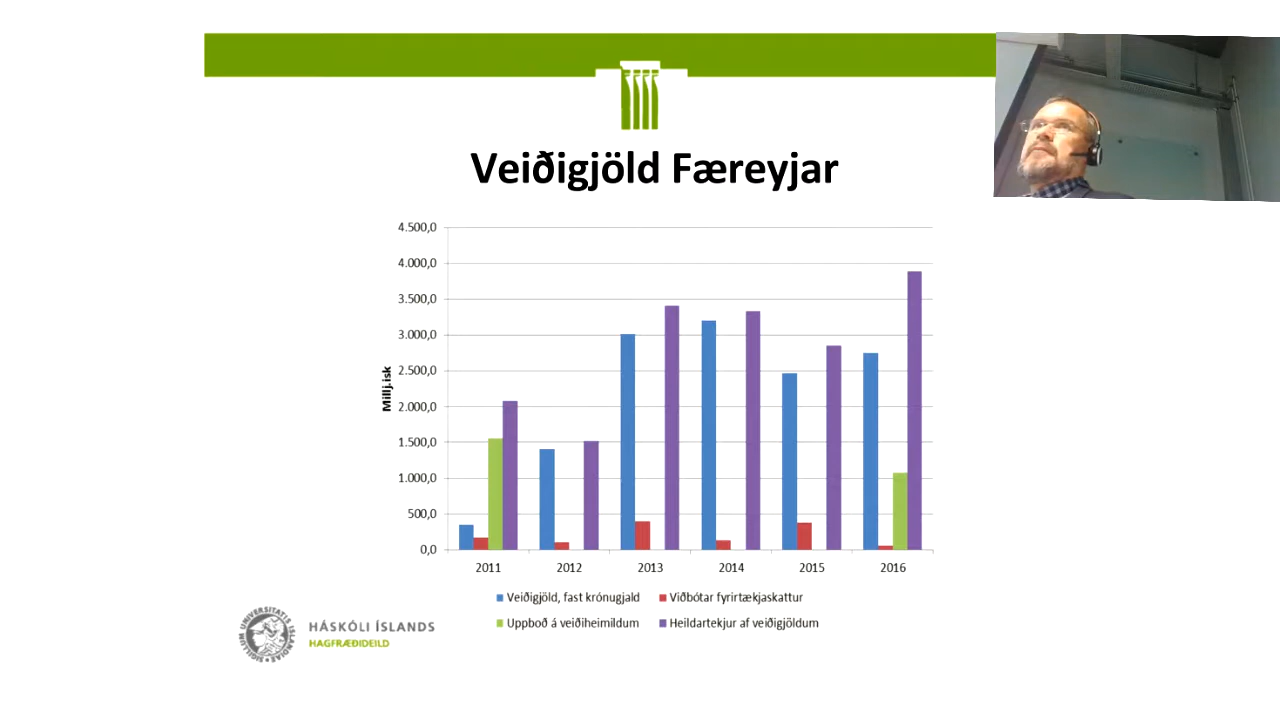 Veiðigjöld Færeyjar
4.500,0
4.000,0
3.500,0
3.000,0
2.500,0
2.000,0
1.500,0
1.000,0
500,0
0,0
Millj.isk
2011 2012 2013 2014 2015 2016
Veiðigjöld, fast krónugjald Viðbótar fyrirtækjaskattur
Uppboð á veiðiheimildum Heildartekjur af veiðigjöldum
HÁSKÓLI ÍSLANDS
HAGFRÆÐIDEILD